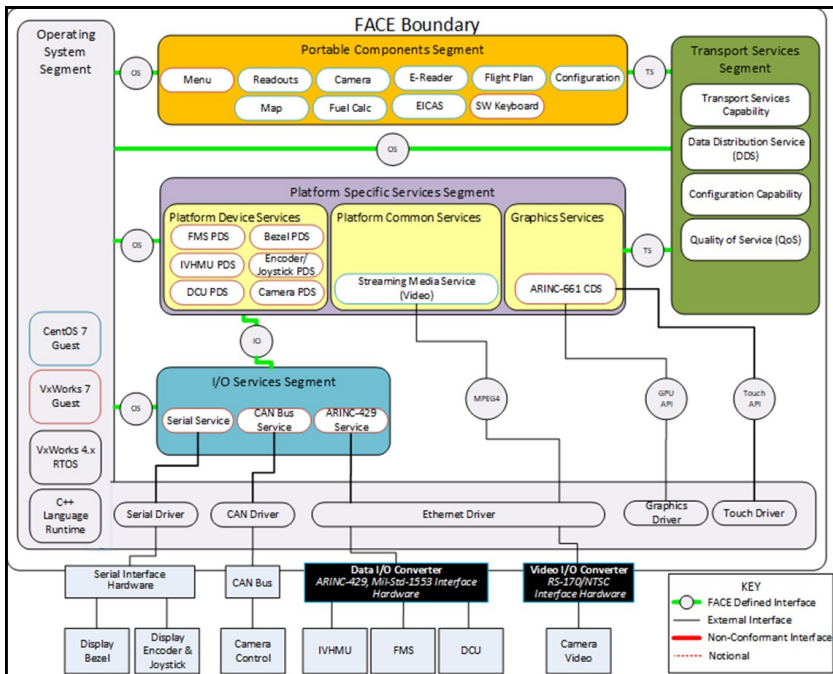 FACE Boundary
Operating
System
Segment
Portable Components Segment
Menu
Readouts
Camera
E-Reader
Flight Plan
Configuration
Map
Fuel Calc
EICAS
SW Keyboard
OS
TS
Transport Services
Segment
Transport Services
Capability
Data Distribution Service
(DDS)
Configuration Capability
Quality of Service (QoS)
OS
Platform Specific Services Segment
OS
TS
Platform Device Services
FMS PDS
Bezel PDS
IVHMU PDS
Encoder/
Joystick PDS
DCU PDS
Camera PDS
Platform Common Services
Streaming Media Service
(Video)
Graphics Services
ARINC-661 CDS
IO
CentOS 7
Guest
VxWorks 7
Guest
VxWorks 4.x
RTOS
C++
Language
Runtime
OS
I/O Services Segment
Serial Service
CAN Bus
Service
ARINC-429
Service
MPEG4
GPU
API
Touch
API
Serial Driver
CAN Driver
Ethernet Driver
Graphics
Driver
Touch Driver
Serial Interface
Hardware
CAN Bus
Data I/O Converter
ARINC-429, Mil-Std-1553 Interface
Hardware
Video I/O Converter
RS-170/NTSC
Interface Hardware
Display
Bezel
Display
Encoder &
Joystick
Camera
Control
IVHMU
FMS
DCU
Camera
Video
KEY
FACE Defined Interface
External Interface
Non-Conformant Interface
Notional